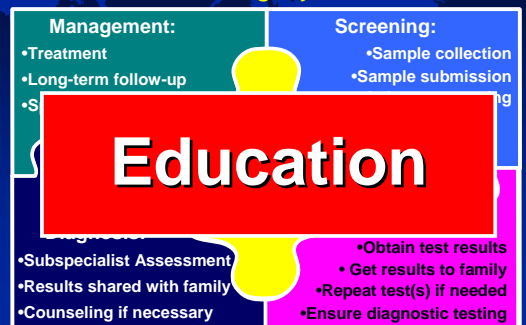 Management:
•Treatment
•Long-term follow-up
Screening:
•Sample collection
•Sample submission
Education
•Subspecialist Assessment
•Results shared with family
•Counseling if necessary
•Obtain test results
• Get results to family
•Repeat test(s) if needed
•Ensure diagnostic testing